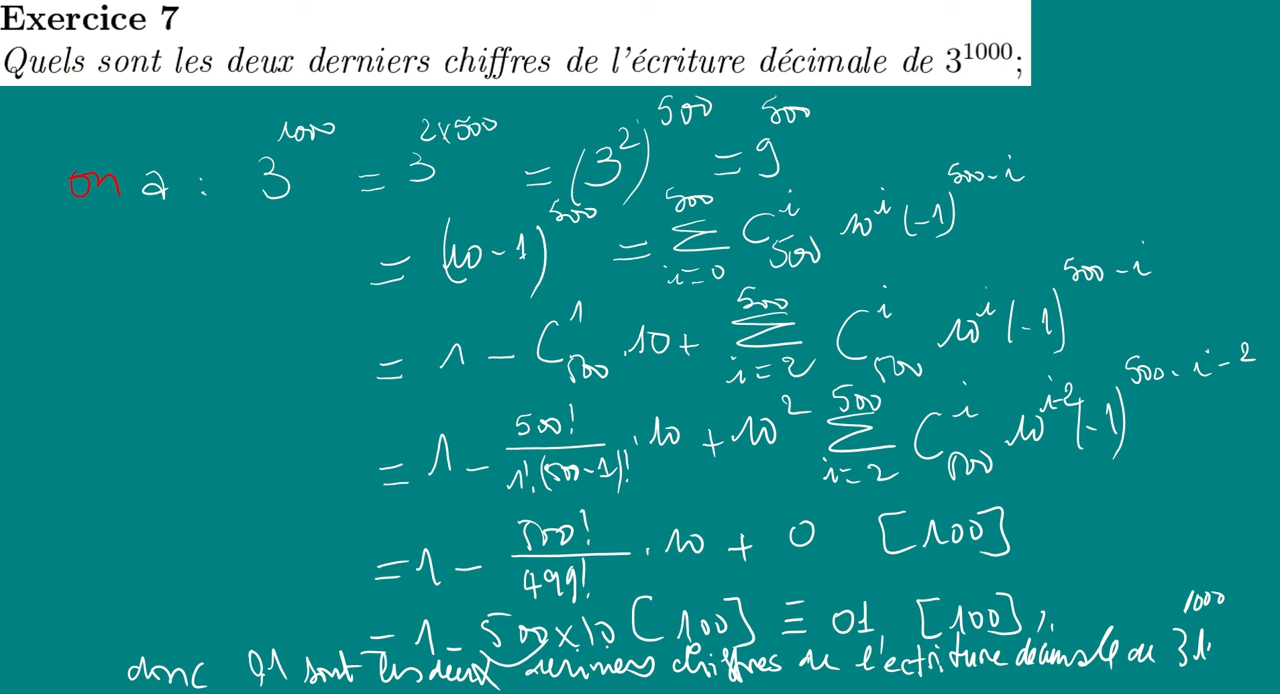 Exercice 7
Quels sont les deux derniers chiffres de l'écriture décimale de 3^1000;
on a : 3^1000 = 3^2×500 = (3^2)^500 = 9^500
= (10-1)^500 = Σ_{i=0}^{500} C_500^i 10^i (-1)^{500-i}
= 1 - C_500^1 .10 + Σ_{i=2}^{500} C_500^i 10^i (-1)^{500-i}
= 1 - 500!/1!.(500-1)! .10 + 10^2 Σ_{i=2}^{500} C_500^i 10^{i-2} (-1)^{500-i-2}
= 1 - 500!/499! .10 + 0 [100]
= 1 - 500×10 [100] ≡ 01 [100],
donc 01 sont les deux derniers chiffres de l'ectriture décimale de 3^1000.